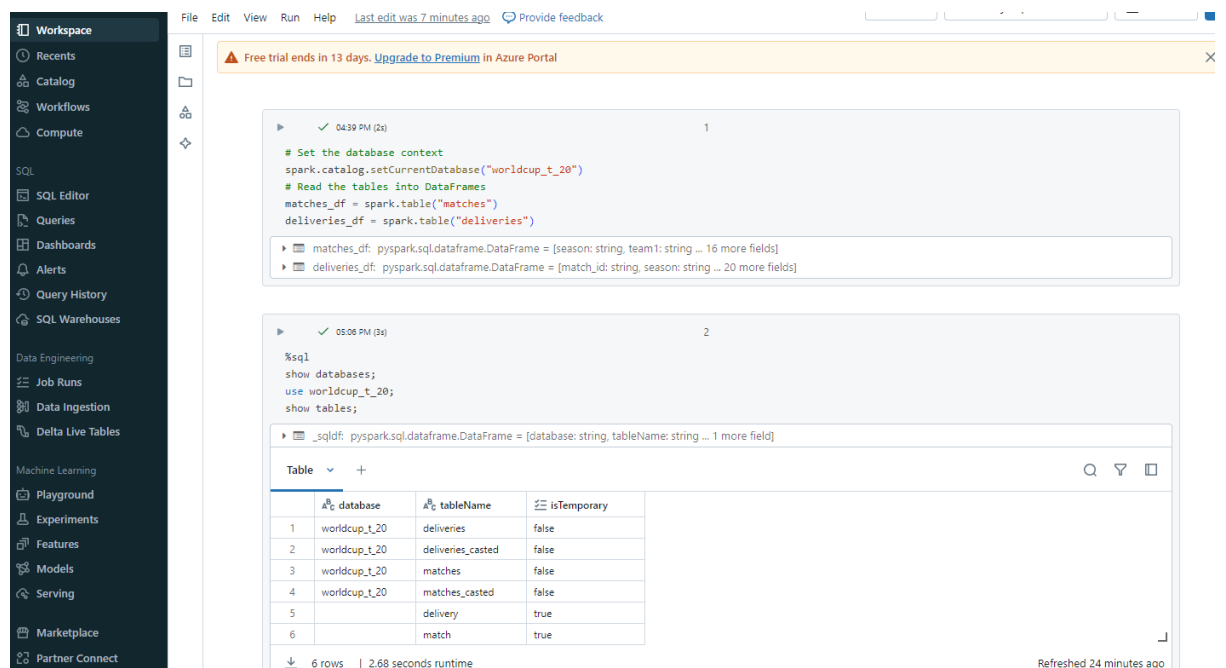 File Edit View Run Help Last edit was 7 minutes ago Provide feedback
Workspace
Recents
Catalog
Workflows
Compute
SQL
SQL Editor
Queries
Dashboards
Alerts
Query History
SQL Warehouses
Data Engineering
Job Runs
Data Ingestion
Delta Live Tables
Machine Learning
Playground
Experiments
Features
Models
Serving
Marketplace
Partner Connect
Free trial ends in 13 days. Upgrade to Premium in Azure Portal
04:39 PM (2s) 1
# Set the database context
spark.catalog.setCurrentDatabase("worldcup_t_20")
# Read the tables into DataFrames
matches_df = spark.table("matches")
deliveries_df = spark.table("deliveries")
matches_df: pyspark.sql.dataframe.DataFrame = [season: string, team1: string ... 16 more fields]
deliveries_df: pyspark.sql.dataframe.DataFrame = [match_id: string, season: string ... 20 more fields]
05:06 PM (3s) 2
%sql
show databases;
use worldcup_t_20;
show tables;
_sqldf: pyspark.sql.dataframe.DataFrame = [database: string, tableName: string ... 1 more field]
Table +
database tableName isTemporary
1 worldcup_t_20 deliveries false
2 worldcup_t_20 deliveries_casted false
3 worldcup_t_20 matches false
4 worldcup_t_20 matches_casted false
5 delivery true
6 match true
6 rows | 2.68 seconds runtime Refreshed 24 minutes ago